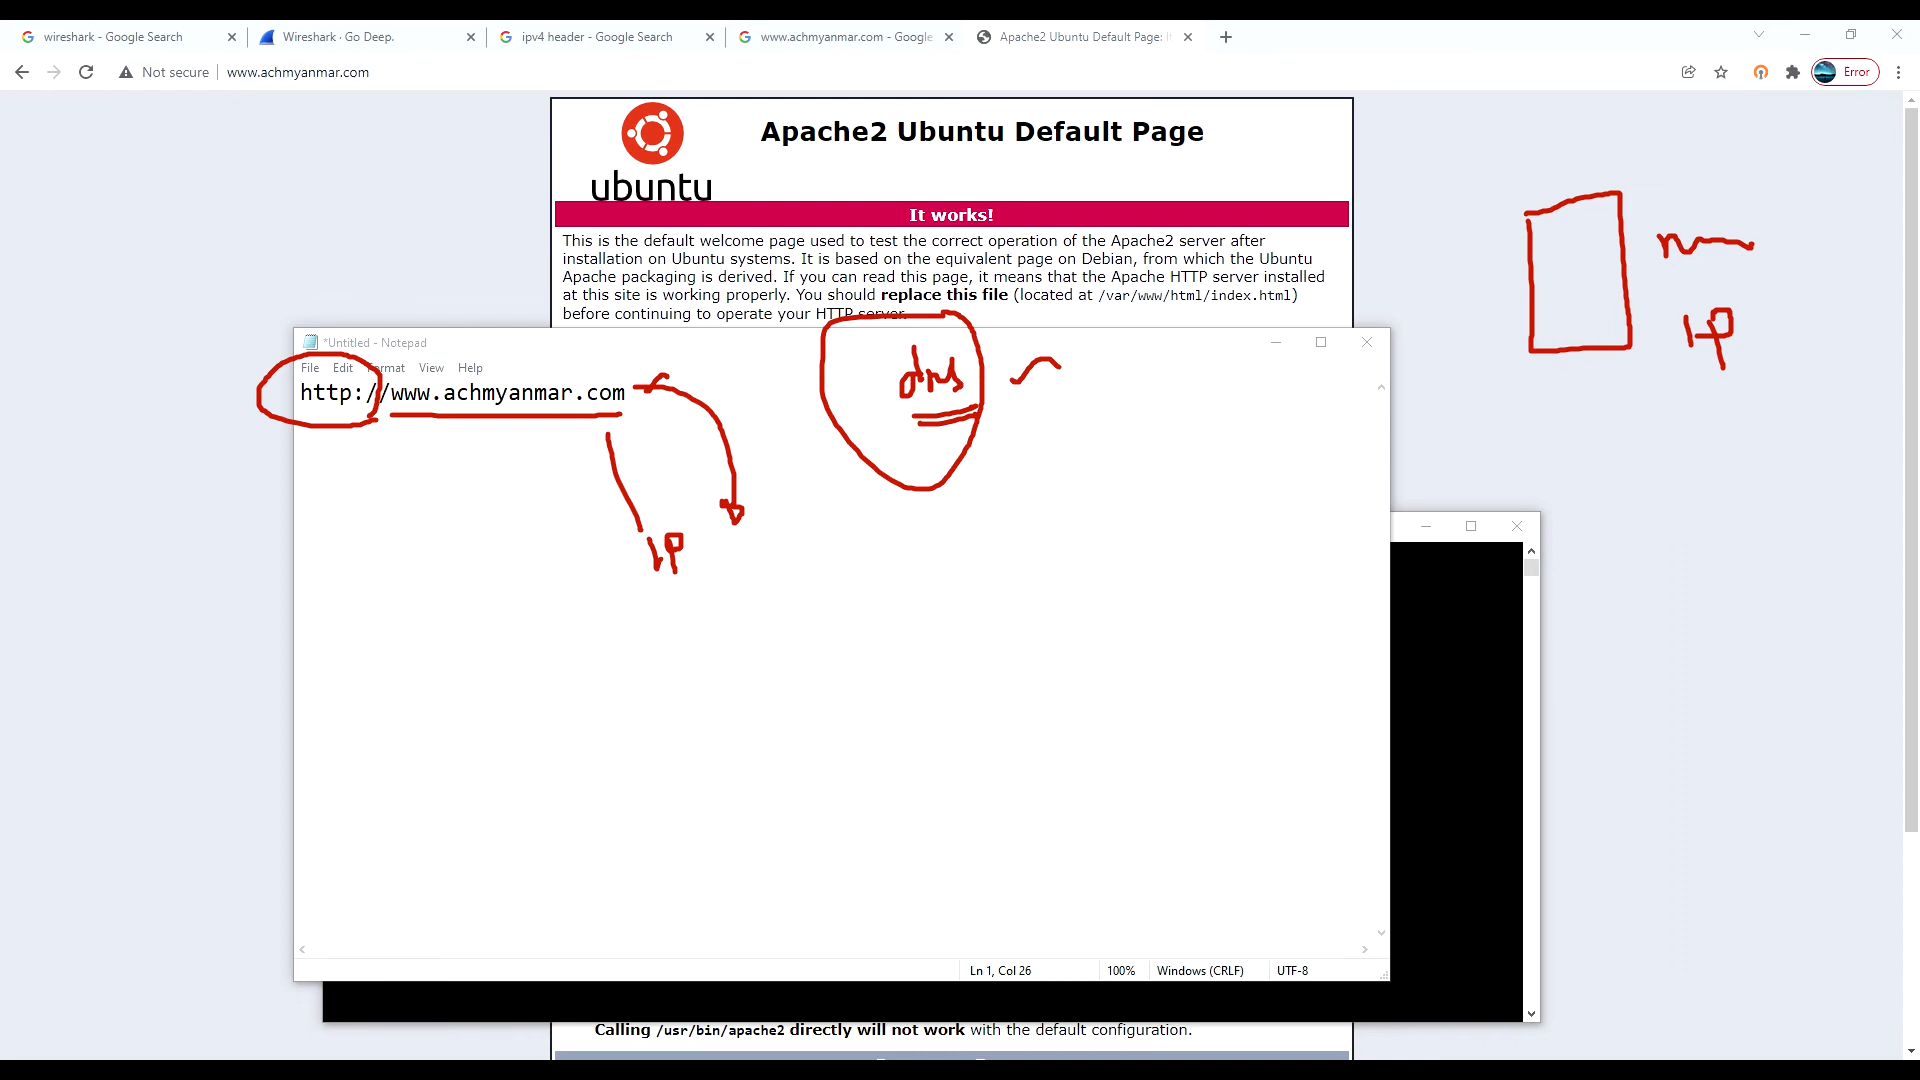 wireshark - Google Search
Wireshark · Go Deep.
ipv4 header - Google Search
www.achmyanmar.com - Google
Apache2 Ubuntu Default Page: I
Not secure
www.achmyanmar.com
Error
ubuntu
Apache2 Ubuntu Default Page
It works!
This is the default welcome page used to test the correct operation of the Apache2 server after
installation on Ubuntu systems. It is based on the equivalent page on Debian, from which the Ubuntu
Apache packaging is derived. If you can read this page, it means that the Apache HTTP server installed
at this site is working properly. You should replace this file (located at /var/www/html/index.html)
before continuing to operate your HTTP server.
IP
*Untitled - Notepad
File Edit Format View Help
http://www.achmyanmar.com
dns
IP
Ln 1, Col 26
100%
Windows (CRLF)
UTF-8
Calling /usr/bin/apache2 directly will not work with the default configuration.